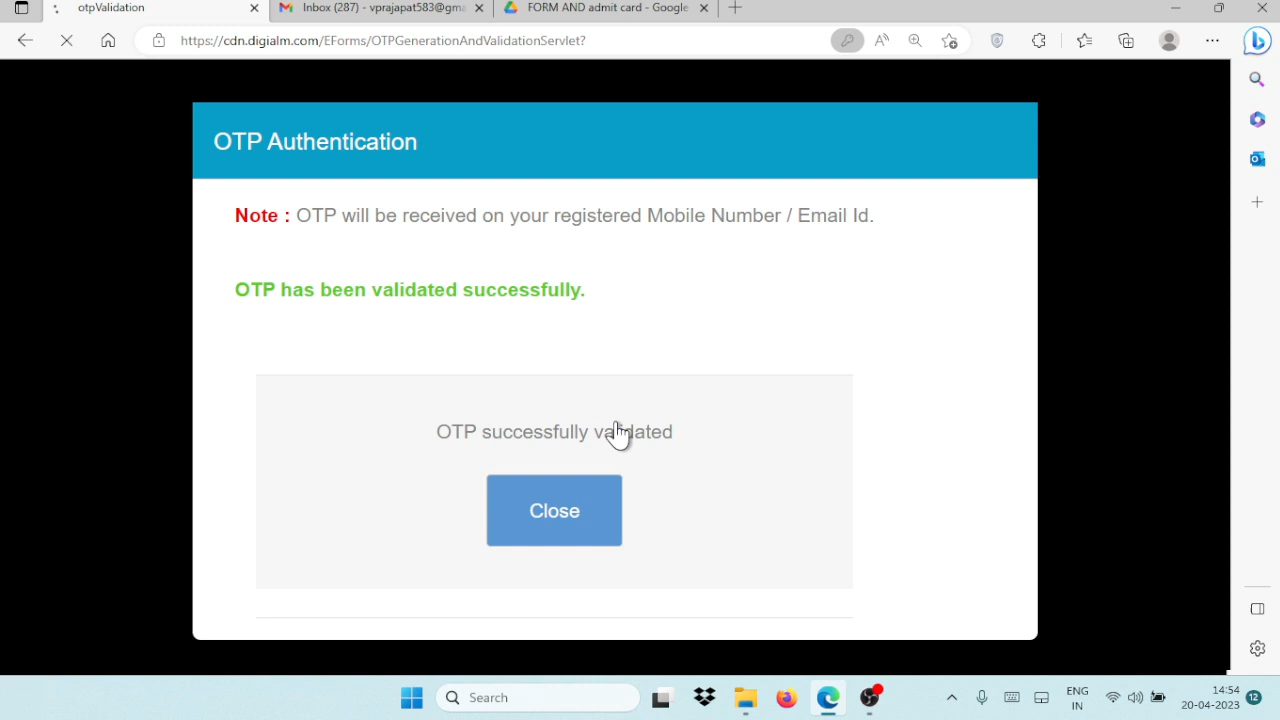 otpValidation
Inbox (287) - vprajapat583@gma
FORM AND admit card - Google
https://cdn.digialm.com/EForms/OTPGenerationAndValidationServlet?
OTP Authentication
Note : OTP will be received on your registered Mobile Number / Email Id.
OTP has been validated successfully.
OTP successfully validated
Close
Search
ENG
IN
14:54
20-04-2023
12